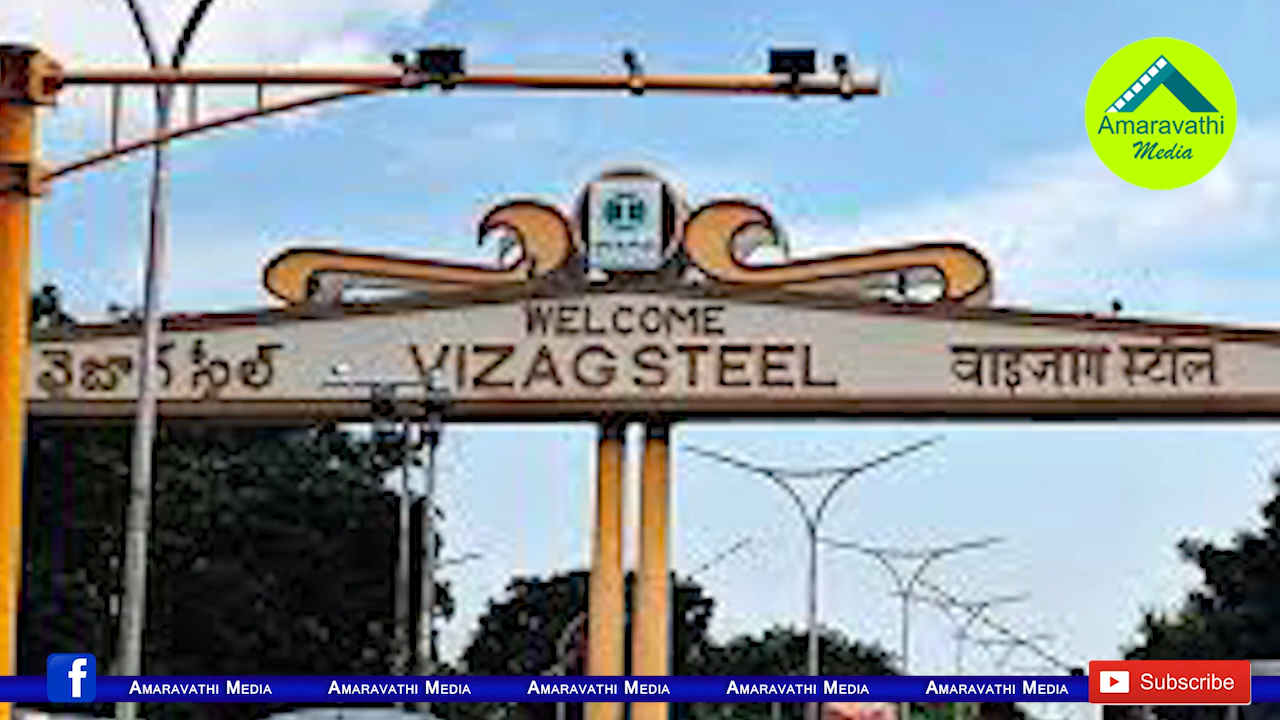 Amaravathi
Media
WELCOME
వైజాగ్ స్టీల్ VIZAG STEEL वाइजाग स्टील
AMARAVATHI MEDIA AMARAVATHI MEDIA AMARAVATHI MEDIA AMARAVATHI MEDIA AMARAVATHI MEDIA
Subscribe